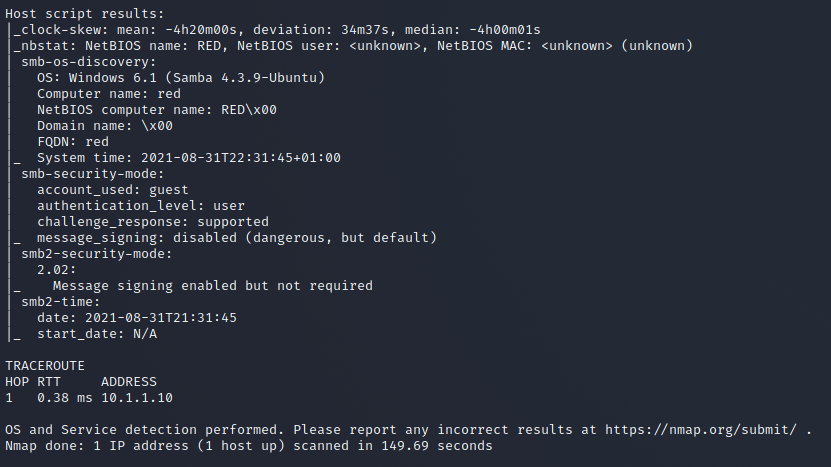 Host script results:
|_clock-skew: mean: -4h20m00s, deviation: 34m37s, median: -4h00m01s
|_nbstat: NetBIOS name: RED, NetBIOS user: <unknown>, NetBIOS MAC: <unknown> (unknown)
| smb-os-discovery:
|   OS: Windows 6.1 (Samba 4.3.9-Ubuntu)
|   Computer name: red
|   NetBIOS computer name: RED\x00
|   Domain name: \x00
|   FQDN: red
|_  System time: 2021-08-31T22:31:45+01:00
| smb-security-mode:
|   account_used: guest
|   authentication_level: user
|   challenge_response: supported
|_  message_signing: disabled (dangerous, but default)
| smb2-security-mode:
|   2.02:
|_    Message signing enabled but not required
| smb2-time:
|   date: 2021-08-31T21:31:45
|_  start_date: N/A

TRACEROUTE
HOP RTT     ADDRESS
1   0.38 ms 10.1.1.10

OS and Service detection performed. Please report any incorrect results at https://nmap.org/submit/ .
Nmap done: 1 IP address (1 host up) scanned in 149.69 seconds